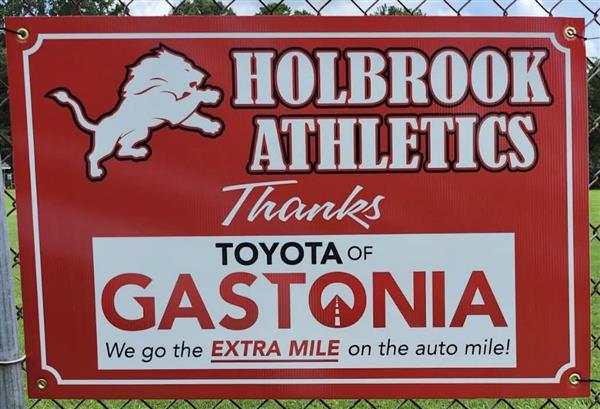 HOLBROOK
ATHLETICS
Thanks
TOYOTA OF
GASTONIA
We go the EXTRA MILE on the auto mile!